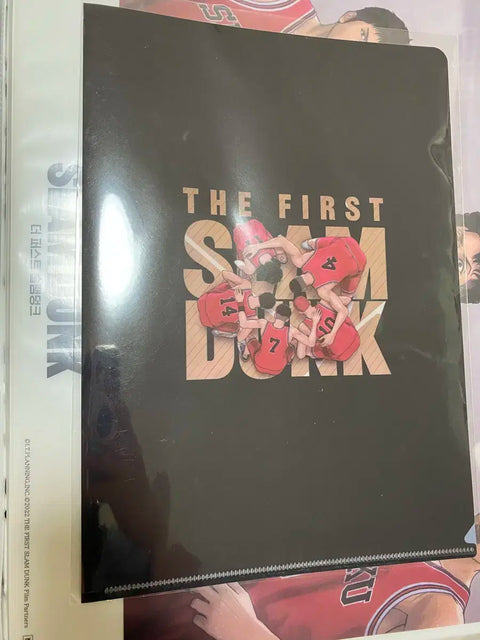 THE FIRST
SLAM
DUNK
4
14
7
10
SLAM DUNK
더 퍼스트 슬램덩크
©I.T.PLANNING,INC. ©2022 THE FIRST SLAM DUNK Film Partners